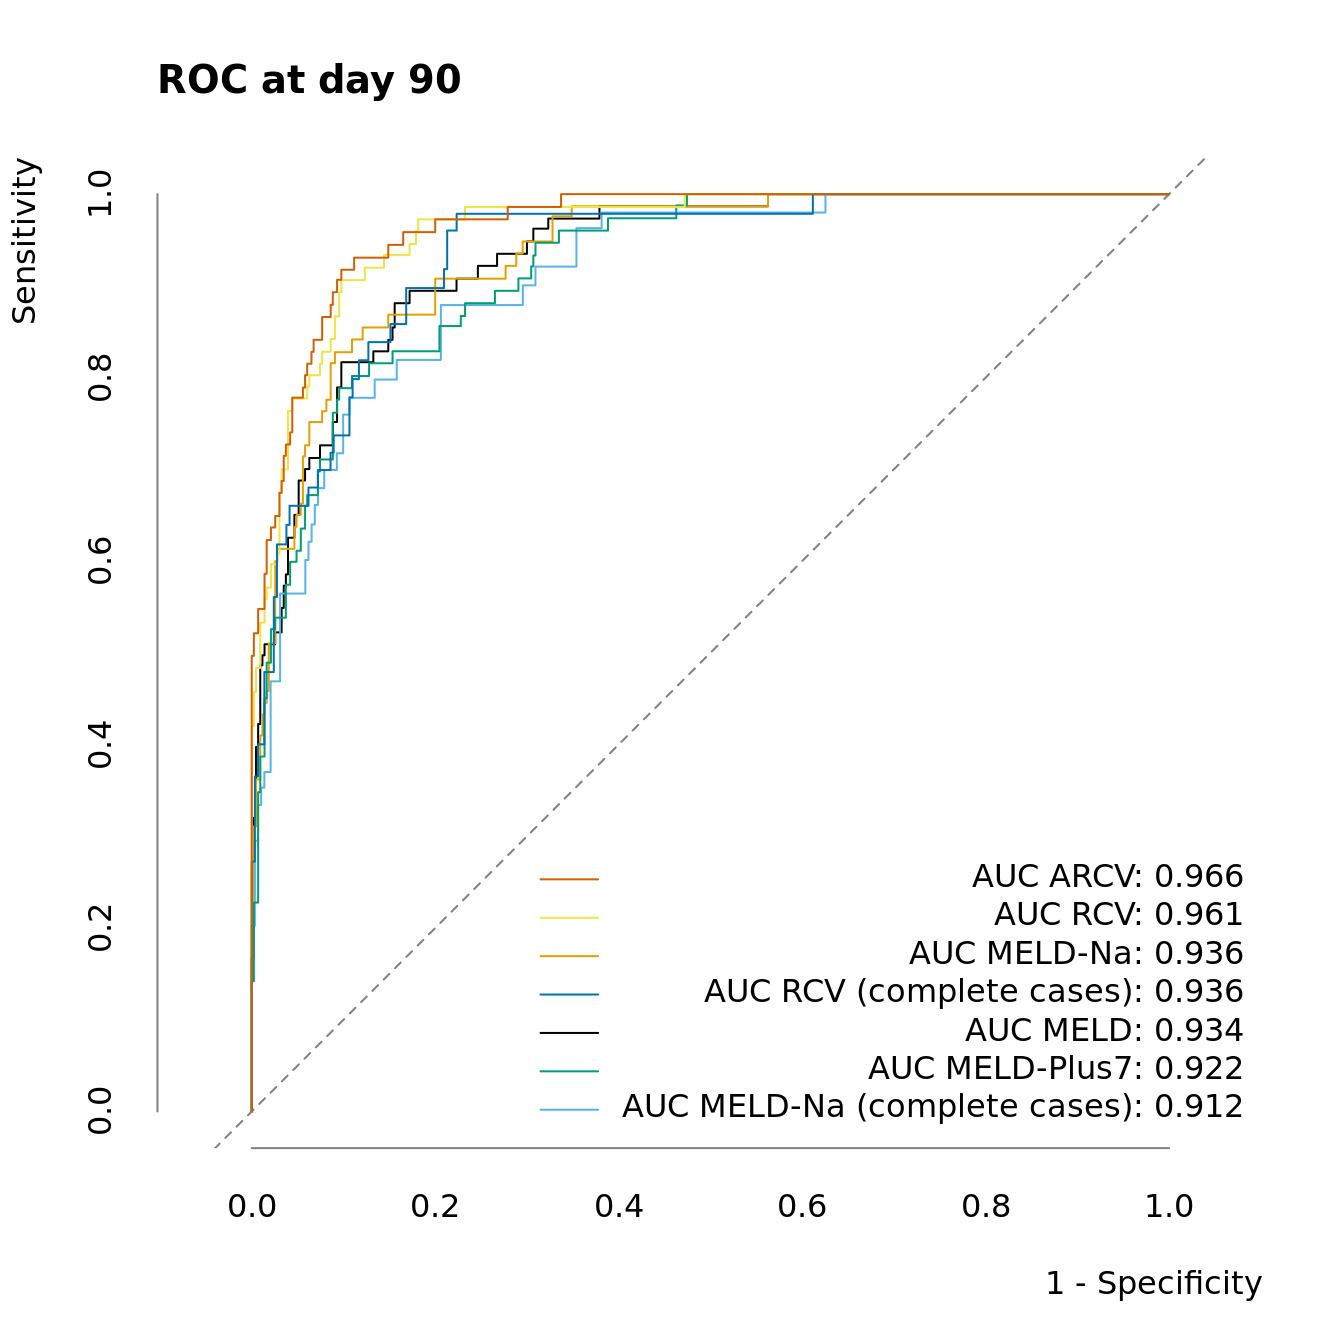 ROC at day 90
Sensitivity
1.0
0.8
0.6
0.4
0.2
0.0
AUC ARCV: 0.966
AUC RCV: 0.961
AUC MELD-Na: 0.936
AUC RCV (complete cases): 0.936
AUC MELD: 0.934
AUC MELD-Plus7: 0.922
AUC MELD-Na (complete cases): 0.912
0.0 0.2 0.4 0.6 0.8 1.0
1 - Specificity